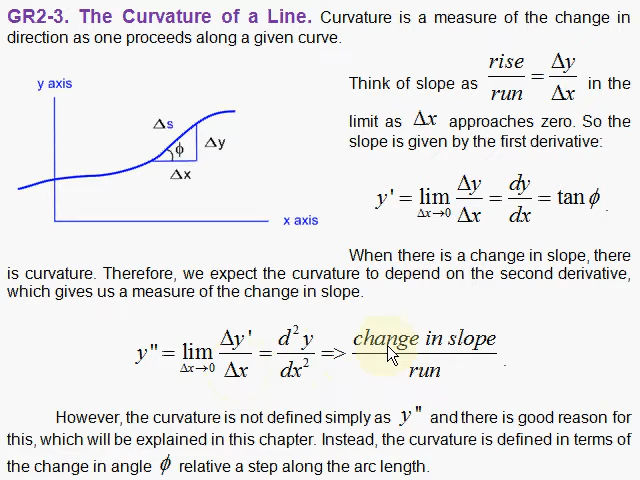 GR2-3. The Curvature of a Line. Curvature is a measure of the change in
direction as one proceeds along a given curve.
y axis
Δs
ϕ
Δy
Δx
x axis
Think of slope as rise/run = Δy/Δx in the
limit as Δx approaches zero. So the
slope is given by the first derivative:
y' = lim Δx→0 Δy/Δx = dy/dx = tan ϕ .
When there is a change in slope, there
is curvature. Therefore, we expect the curvature to depend on the second derivative,
which gives us a measure of the change in slope.
y" = lim Δx→0 Δy'/Δx = d²y/dx² => change in slope/run .
However, the curvature is not defined simply as y" and there is good reason for
this, which will be explained in this chapter. Instead, the curvature is defined in terms of
the change in angle ϕ relative a step along the arc length.